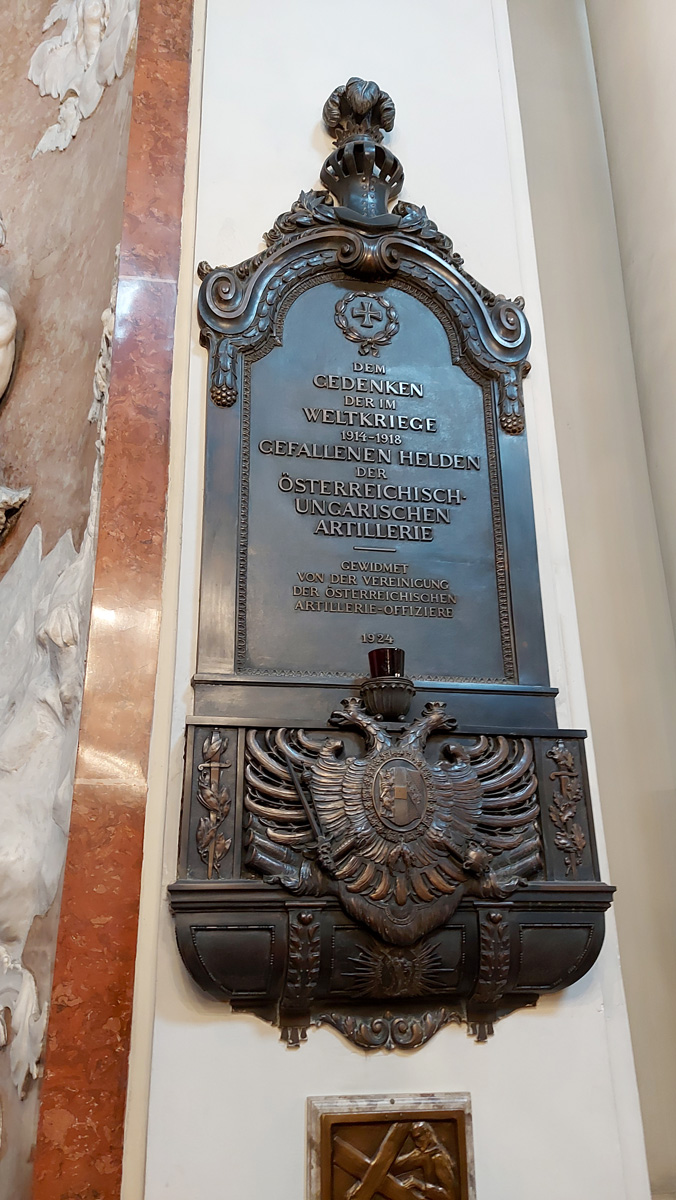 DEM
GEDENKEN
DER IM
WELTKRIEGE
1914-1918
GEFALLENEN HELDEN
DER
ÖSTERREICHISCH-
UNGARISCHEN
ARTILLERIE
GEWIDMET
VON DER VEREINIGUNG
DER ÖSTERREICHISCHEN
ARTILLERIE-OFFIZIERE
1924